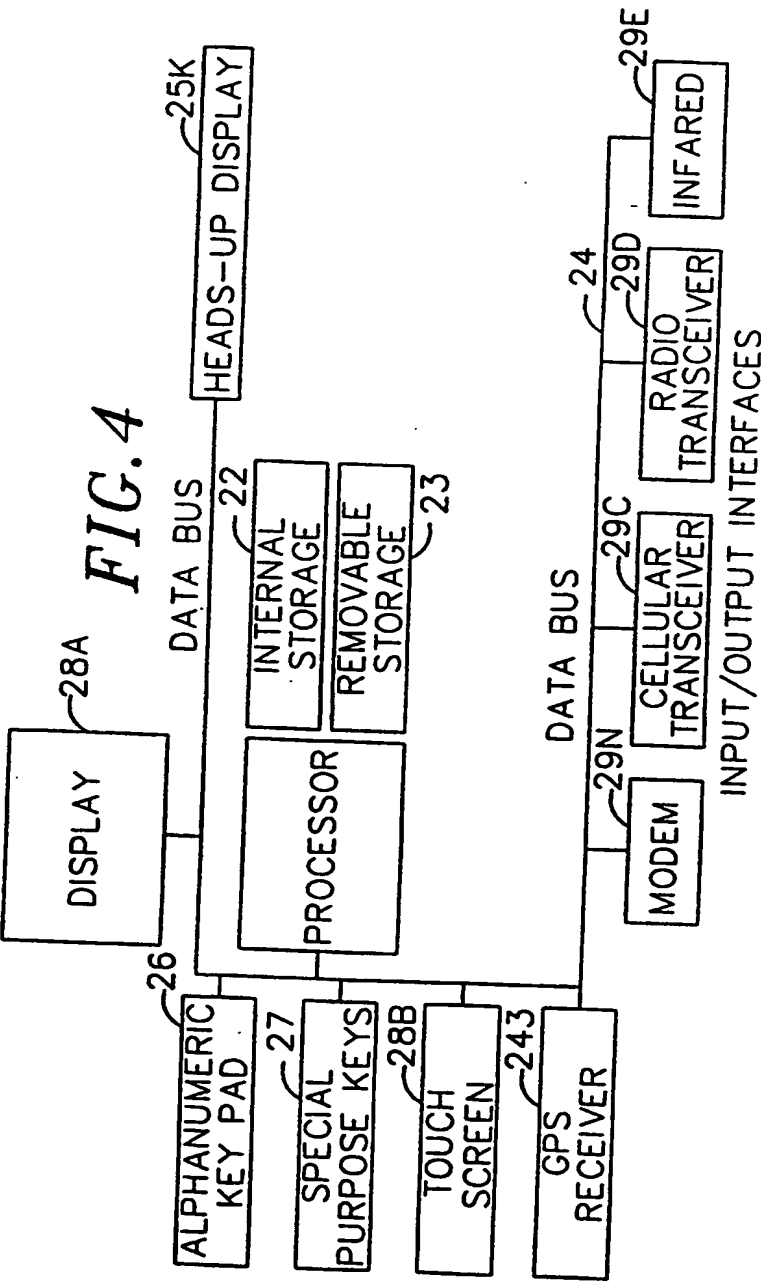 FIG.4
DISPLAY
28A
DATA BUS
HEADS-UP DISPLAY
25K
ALPHANUMERIC
KEY PAD
26
SPECIAL
PURPOSE KEYS
27
TOUCH
SCREEN
28B
GPS
RECEIVER
243
PROCESSOR
INTERNAL
STORAGE
22
REMOVABLE
STORAGE
23
DATA BUS
24
MODEM
29N
CELLULAR
TRANSCEIVER
29C
RADIO
TRANSCEIVER
29D
INFARED
29E
INPUT/OUTPUT INTERFACES